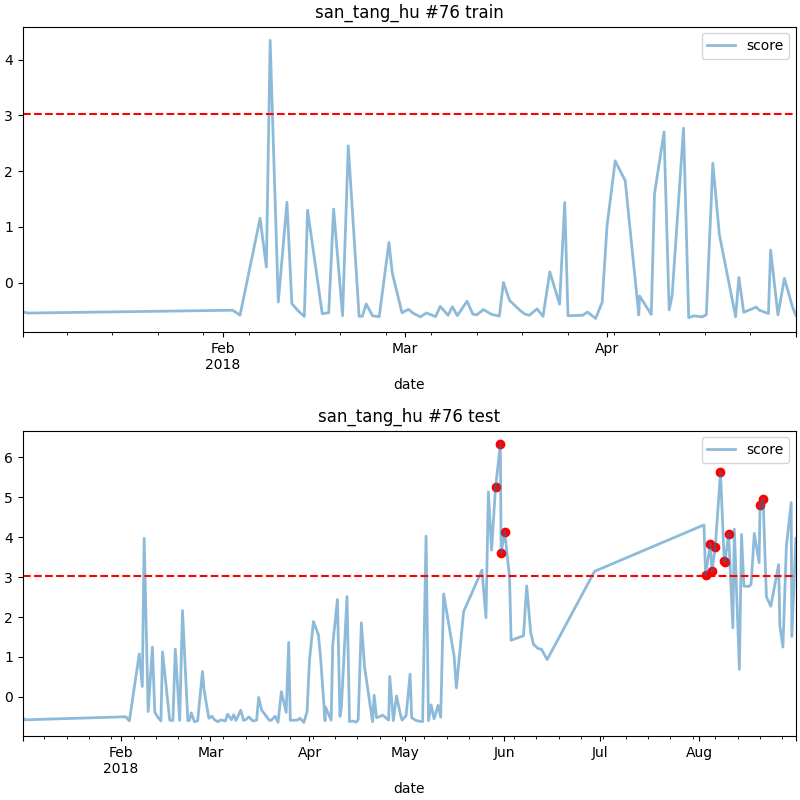 san_tang_hu #76 train
score
4
3
2
1
0
Feb
2018
Mar
Apr
date
san_tang_hu #76 test
score
6
5
4
3
2
1
0
Feb
2018
Mar
Apr
May
Jun
Jul
Aug
date